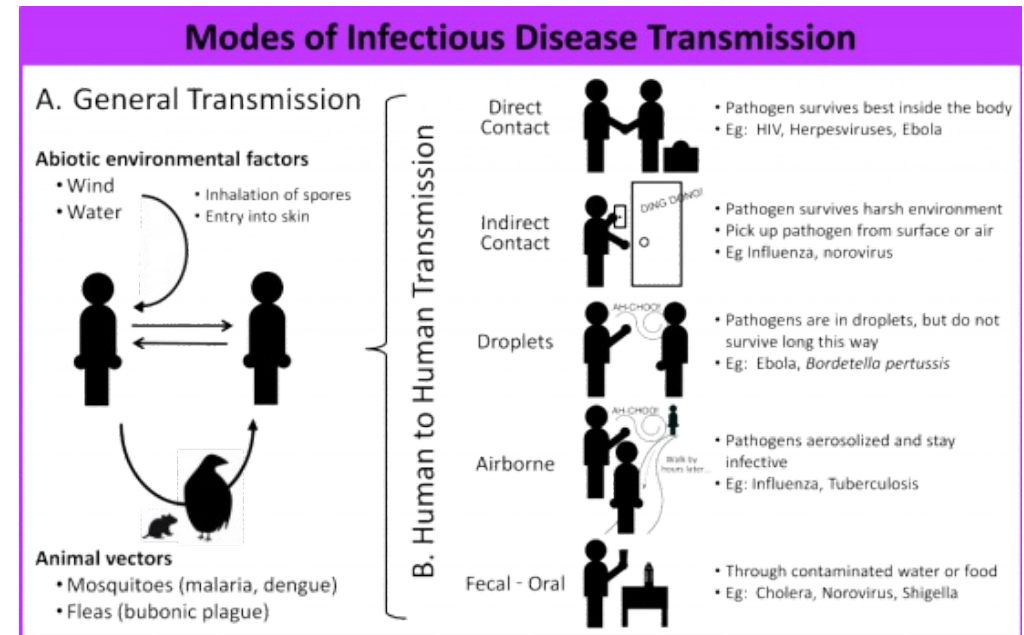 Modes of Infectious Disease Transmission
A. General Transmission
Abiotic environmental factors
• Wind
• Water
• Inhalation of spores
• Entry into skin
Animal vectors
• Mosquitoes (malaria, dengue)
• Fleas (bubonic plague)
B. Human to Human Transmission
Direct
Contact
• Pathogen survives best inside the body
• Eg: HIV, Herpesviruses, Ebola
Indirect
Contact
DING DONG!
• Pathogen survives harsh environment
• Pick up pathogen from surface or air
• Eg Influenza, norovirus
Droplets
AH-CHOO!
• Pathogens are in droplets, but do not
survive long this way
• Eg: Ebola, Bordetella pertussis
Airborne
AH-CHOO!
Walk by
hours later...
• Pathogens aerosolized and stay
infective
• Eg: Influenza, Tuberculosis
Fecal - Oral
• Through contaminated water or food
• Eg: Cholera, Norovirus, Shigella